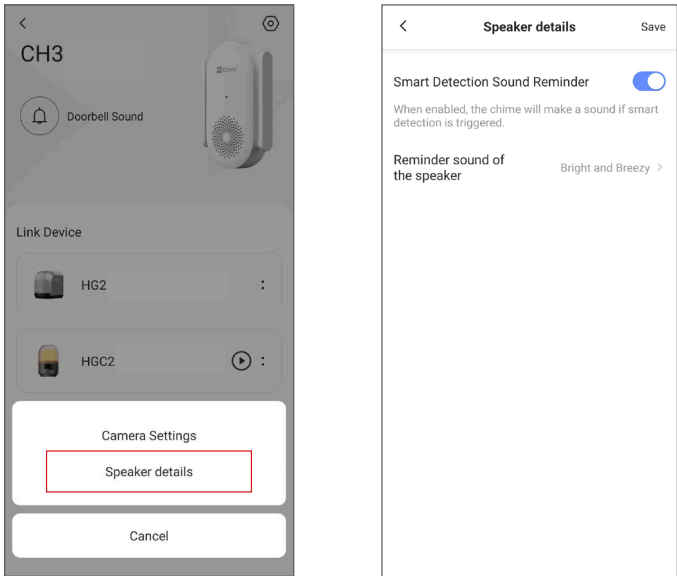 CH3
EZVIZ
Doorbell Sound
Link Device
HG2
HGC2
Camera Settings
Speaker details
Cancel
Speaker details
Save
Smart Detection Sound Reminder
When enabled, the chime will make a sound if smart
detection is triggered.
Reminder sound of
the speaker
Bright and Breezy